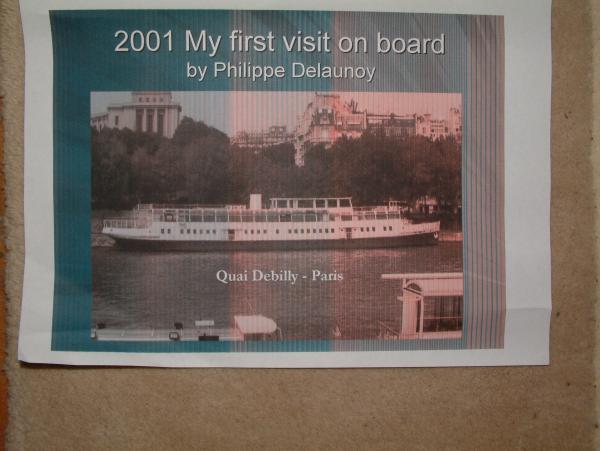 2001 My first visit on board
by Philippe Delaunoy
Quai Debilly - Paris